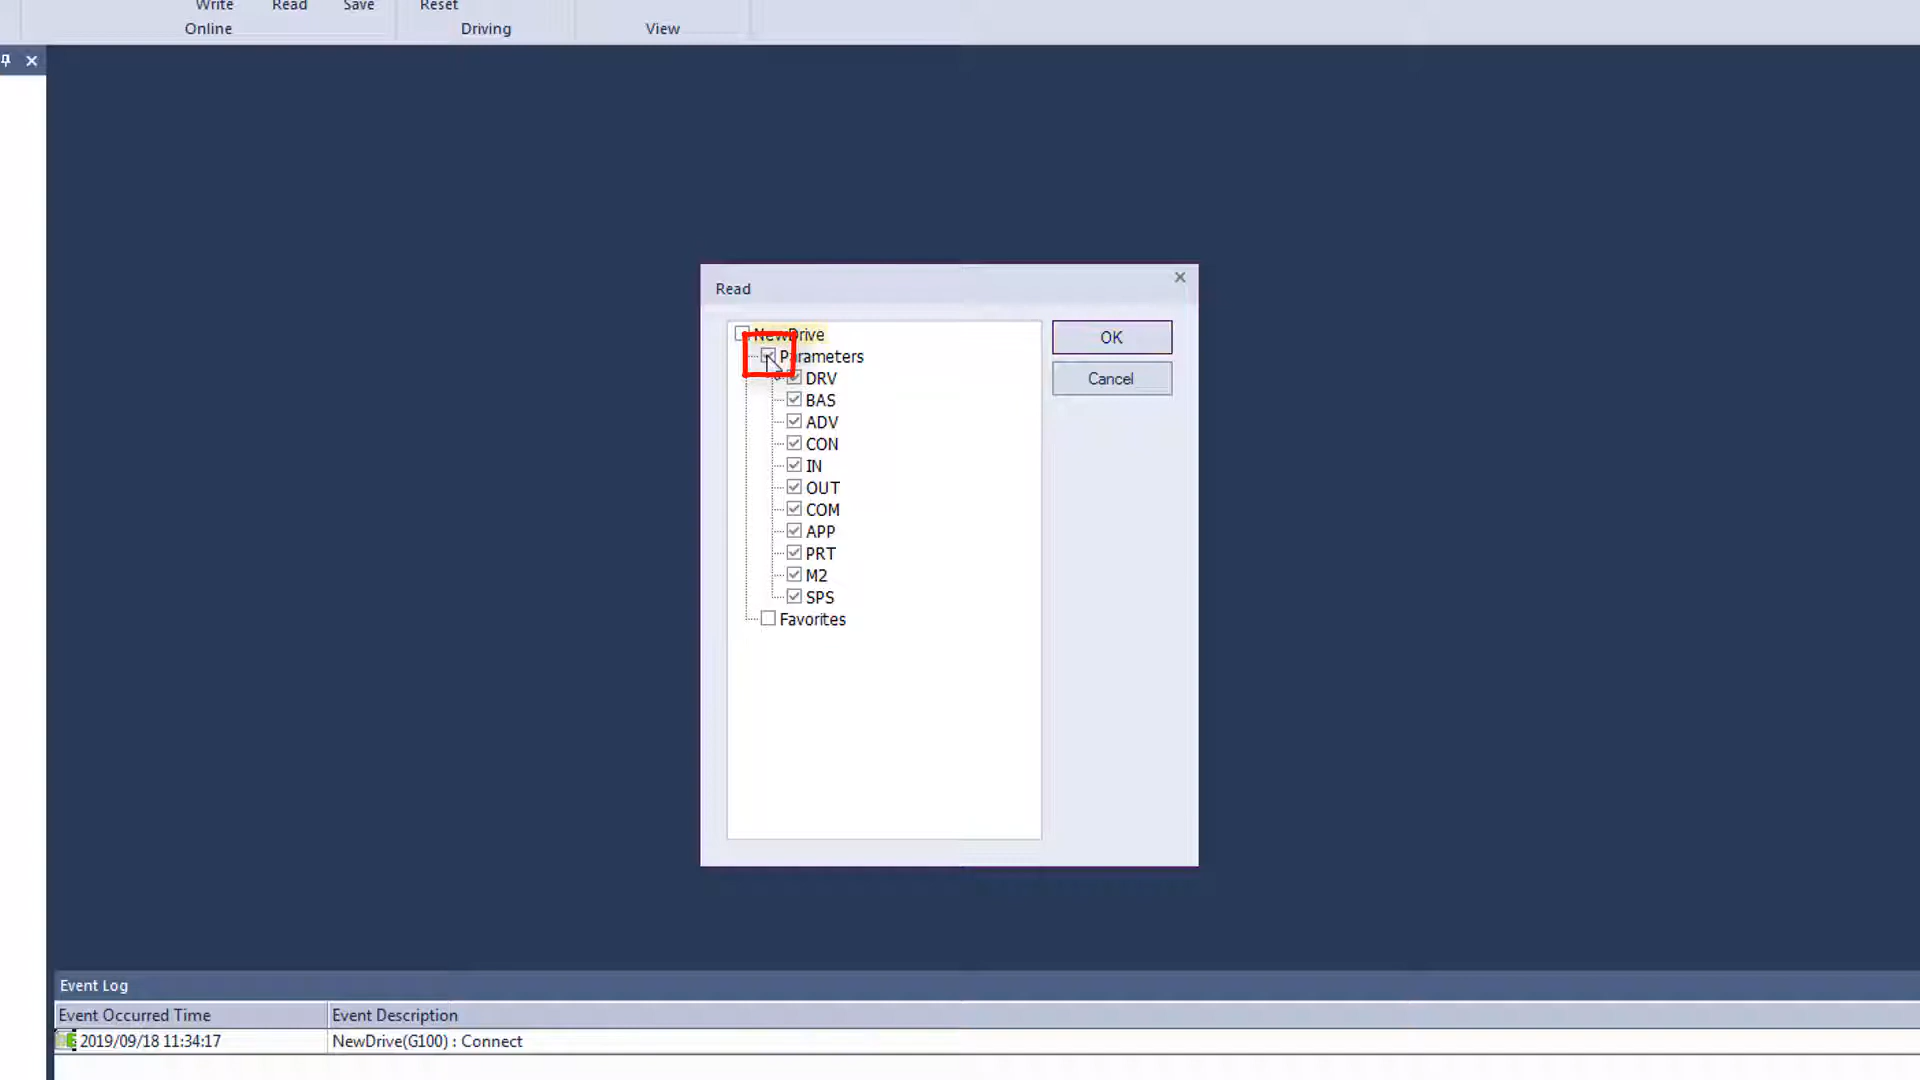 Write Read Save Reset
Online Driving View
Read
NewDrive
Parameters
DRV
BAS
ADV
CON
IN
OUT
COM
APP
PRT
M2
SPS
Favorites
OK
Cancel
Event Log
Event Occurred Time Event Description
2019/09/18 11:34:17 NewDrive(G100) : Connect